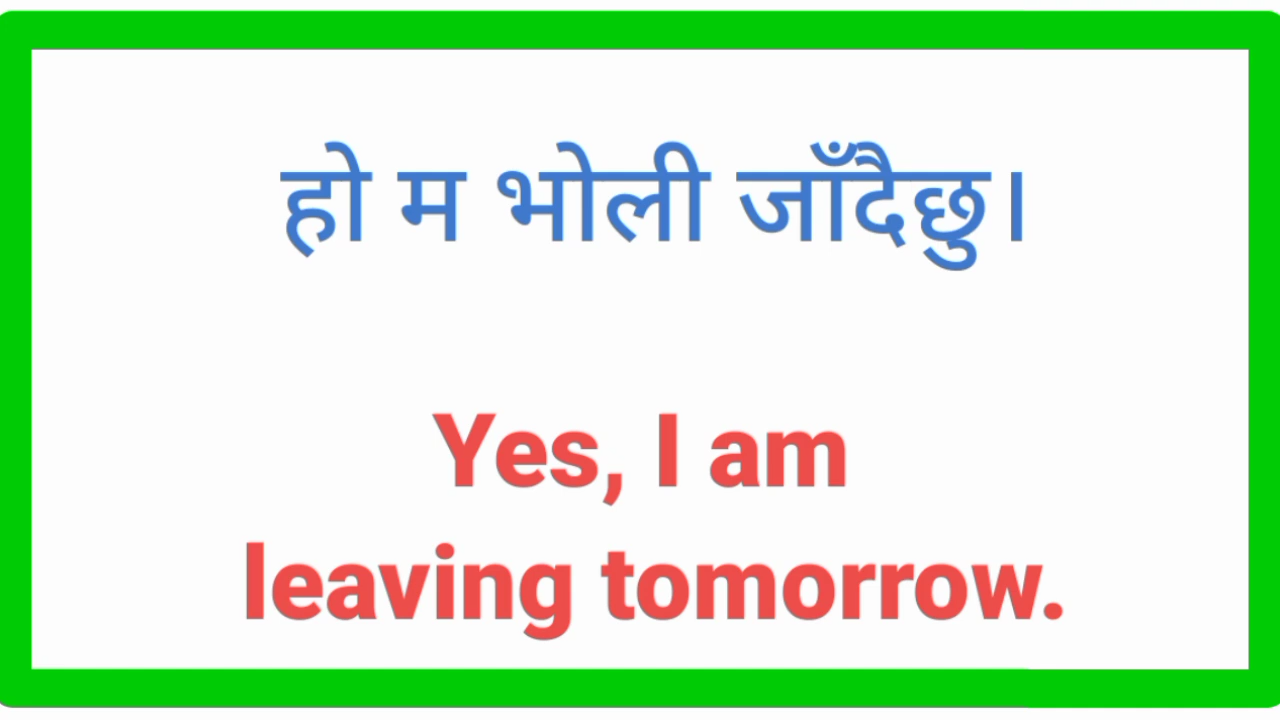 हो म भोली जाँदैछु।
Yes, I am
leaving tomorrow.